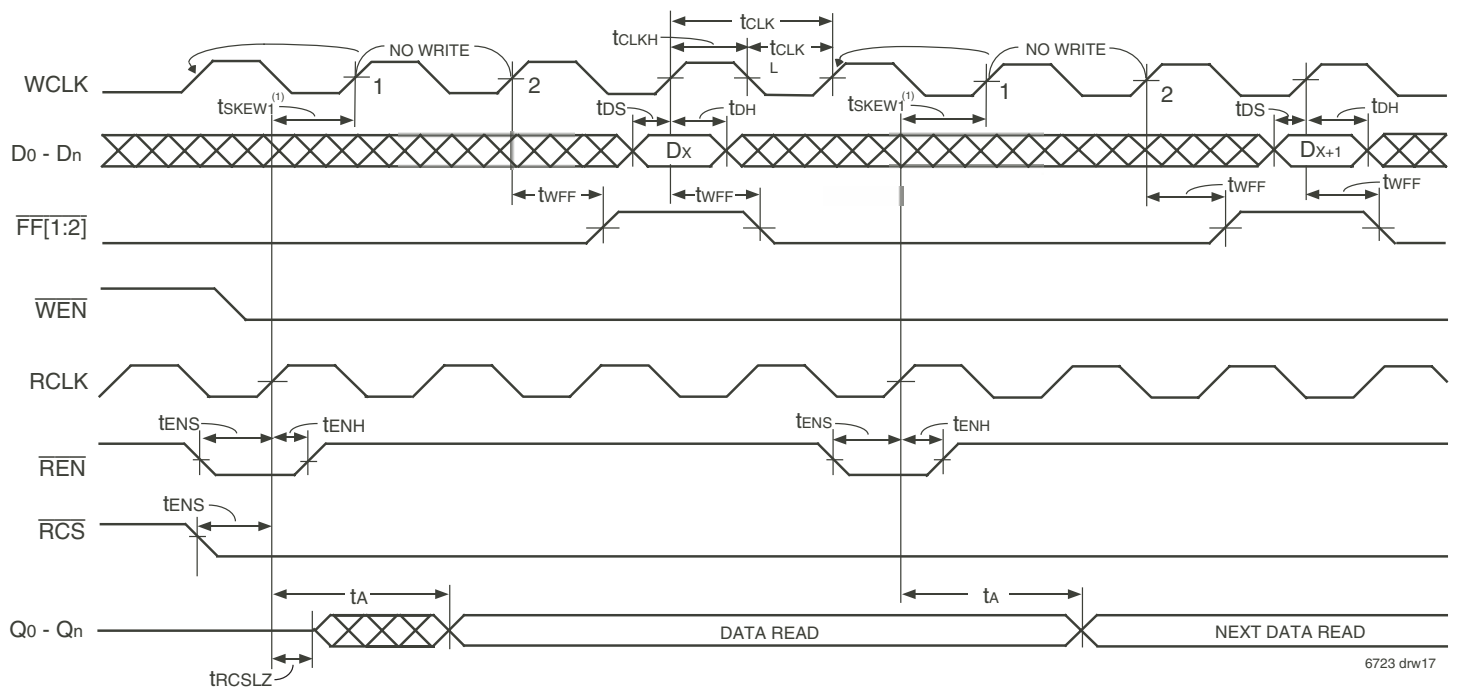 tCLK
tCLKH
tCLK
L
NO WRITE
NO WRITE
WCLK
1
2
1
2
tSKEW1(1)
tDS
tDH
tSKEW1(1)
tDS
tDH
D0 - Dn
DX
DX+1
tWFF
tWFF
tWFF
tWFF
FF[1:2]
WEN
RCLK
tENS
tENH
tENS
tENH
REN
tENS
RCS
tA
tA
Q0 - Qn
DATA READ
NEXT DATA READ
tRCSLZ
6723 drw17